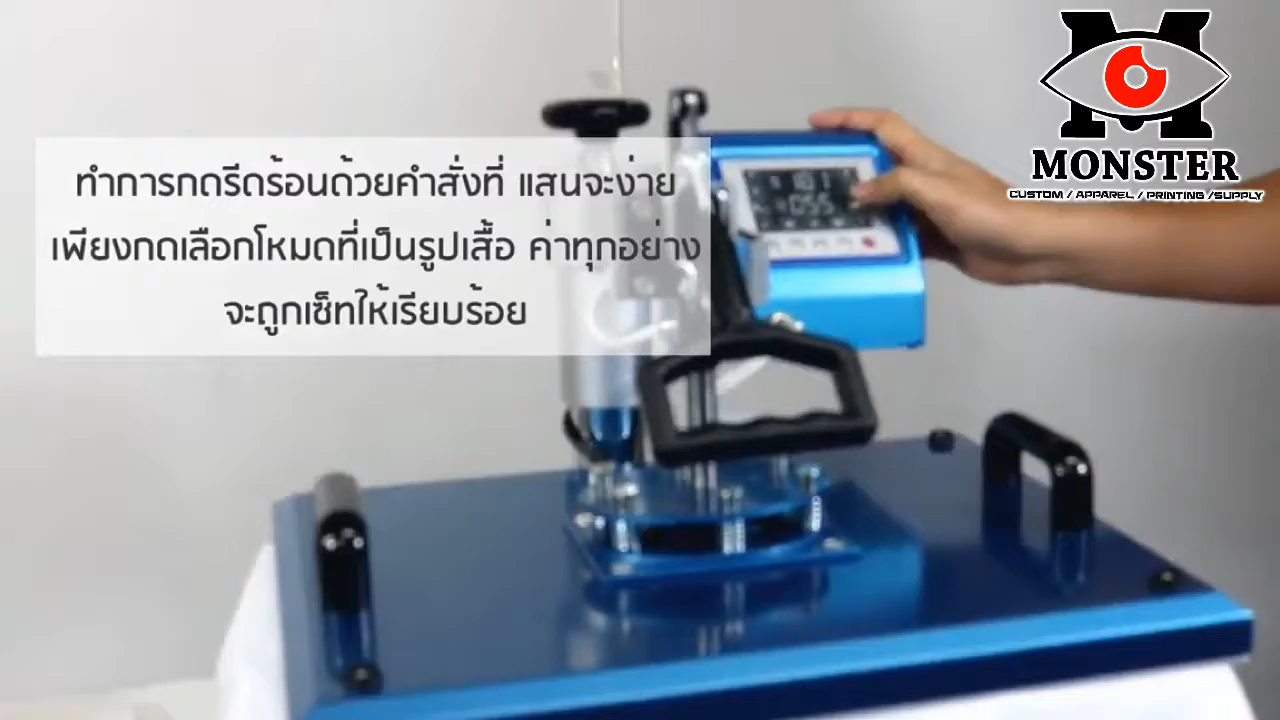 ทำการกดรีดร้อนด้วยคำสั่งที่ แสนจะง่าย
เพียงกดเลือกโหมดที่เป็นรูปเสื้อ ค่าทุกอย่าง
จะถูกเซ็ทให้เรียบร้อย
MONSTER
CUSTOM / APPAREL / PRINTING /SUPPLY